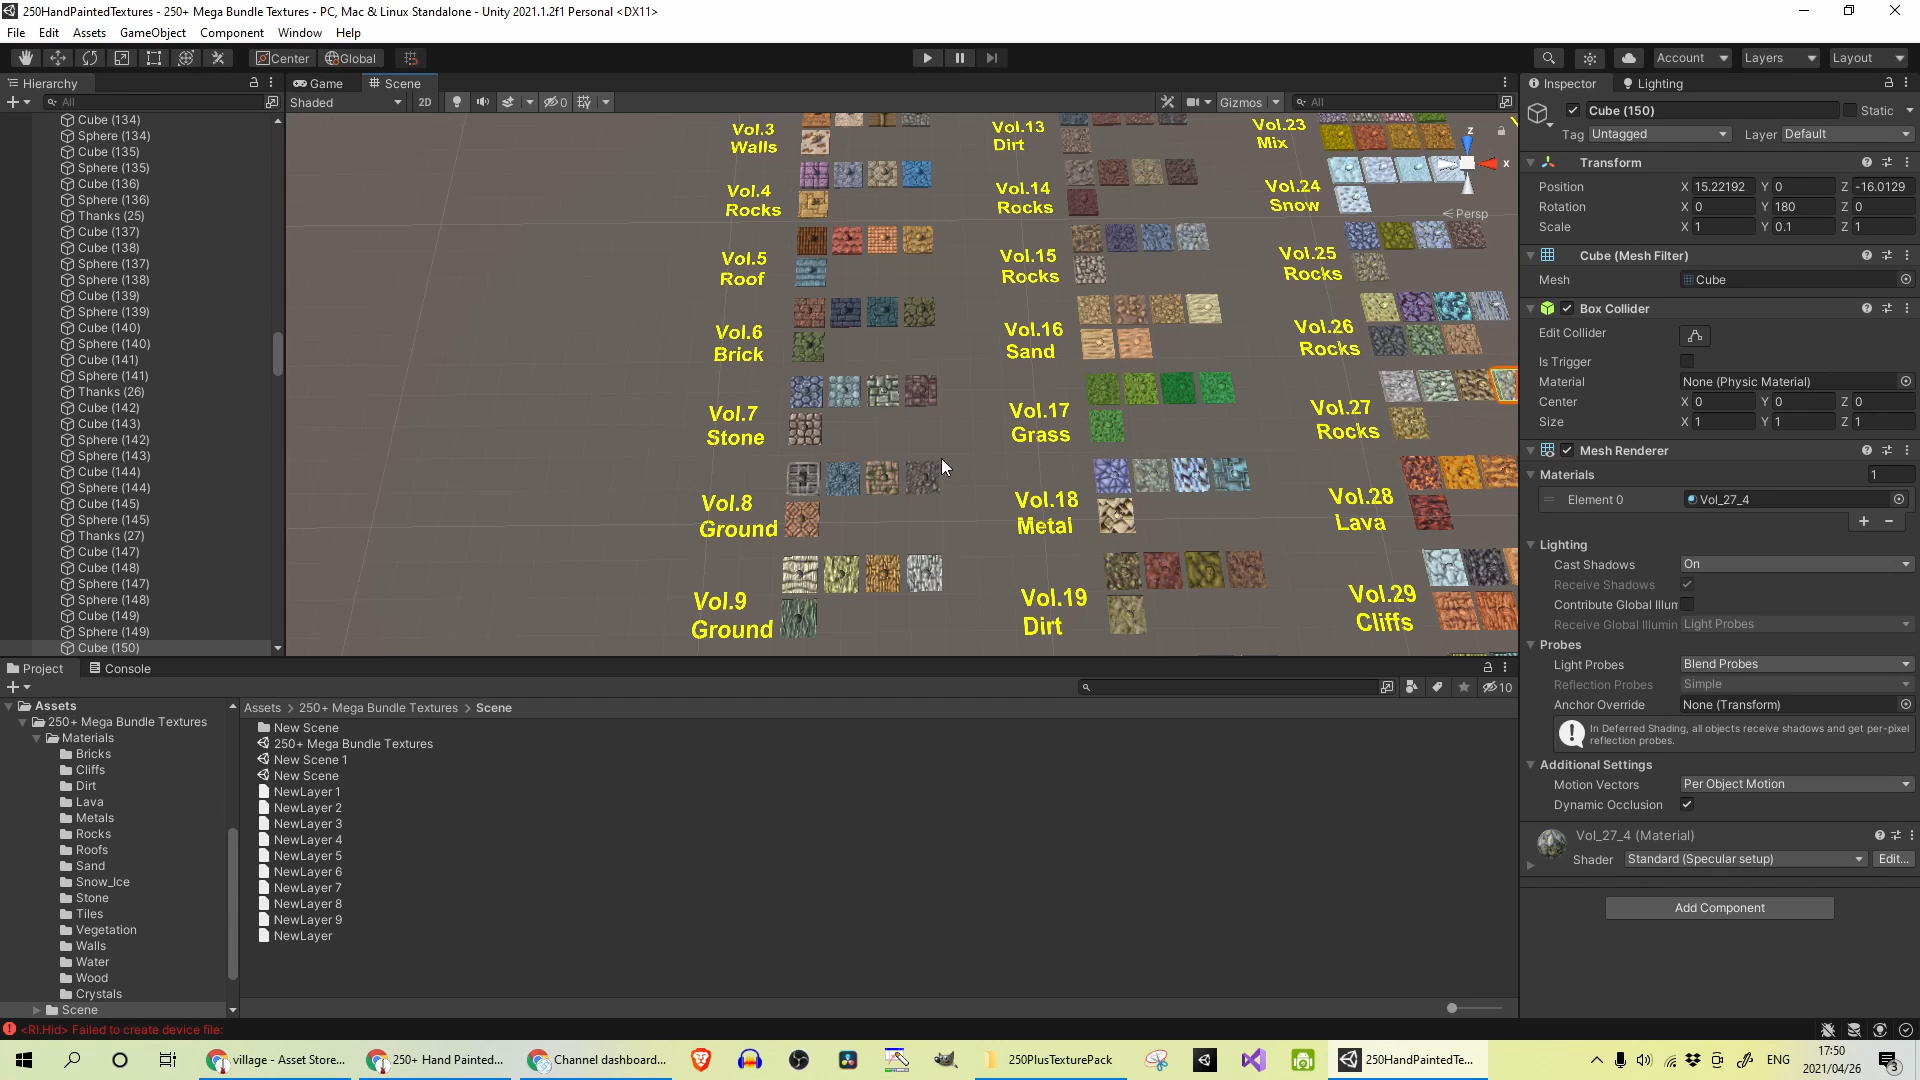 250HandPaintedTextures - 250+ Mega Bundle Textures - PC, Mac & Linux Standalone - Unity 2021.1.2f1 Personal <DX11>
File Edit Assets GameObject Component Window Help
Center Global Account Layers Layout
Hierarchy
All
Cube (134)
Sphere (134)
Cube (135)
Sphere (135)
Cube (136)
Sphere (136)
Thanks (25)
Cube (137)
Cube (138)
Sphere (137)
Sphere (138)
Cube (139)
Sphere (139)
Cube (140)
Sphere (140)
Cube (141)
Sphere (141)
Thanks (26)
Cube (142)
Cube (143)
Sphere (142)
Sphere (143)
Cube (144)
Sphere (144)
Cube (145)
Sphere (145)
Thanks (27)
Cube (147)
Cube (148)
Sphere (147)
Sphere (148)
Cube (149)
Sphere (149)
Cube (150)
Game Scene
Shaded 2D 0 Gizmos All
Vol.3
Walls
Vol.4
Rocks
Vol.5
Roof
Vol.6
Brick
Vol.7
Stone
Vol.8
Ground
Vol.9
Ground
Vol.13
Dirt
Vol.14
Rocks
Vol.15
Rocks
Vol.16
Sand
Vol.17
Grass
Vol.18
Metal
Vol.19
Dirt
Vol.23
Mix
Vol.24
Snow
Vol.25
Rocks
Vol.26
Rocks
Vol.27
Rocks
Vol.28
Lava
Vol.29
Cliffs
z
x
Persp
Inspector Lighting
Cube (150) Static
Tag Untagged Layer Default
Transform
Position X 15.22192 Y 0 Z -16.0129
Rotation X 0 Y 180 Z 0
Scale X 1 Y 0.1 Z 1
Cube (Mesh Filter)
Mesh Cube
Box Collider
Edit Collider
Is Trigger
Material None (Physic Material)
Center X 0 Y 0 Z 0
Size X 1 Y 1 Z 1
Mesh Renderer
Materials 1
Element 0 Vol_27_4
Lighting
Cast Shadows On
Receive Shadows
Contribute Global Illum
Receive Global Illumin Light Probes
Probes
Light Probes Blend Probes
Reflection Probes Simple
Anchor Override None (Transform)
In Deferred Shading, all objects receive shadows and get per-pixel
reflection probes.
Additional Settings
Motion Vectors Per Object Motion
Dynamic Occlusion
Vol_27_4 (Material)
Shader Standard (Specular setup) Edit...
Add Component
Project Console
10
Assets
250+ Mega Bundle Textures
Materials
Bricks
Cliffs
Dirt
Lava
Metals
Rocks
Roofs
Sand
Snow_Ice
Stone
Tiles
Vegetation
Walls
Water
Wood
Crystals
Scene
Assets > 250+ Mega Bundle Textures > Scene
New Scene
250+ Mega Bundle Textures
New Scene 1
New Scene
NewLayer 1
NewLayer 2
NewLayer 3
NewLayer 4
NewLayer 5
NewLayer 6
NewLayer 7
NewLayer 8
NewLayer 9
NewLayer
<RI.Hid> Failed to create device file:
village - Asset Store... 250+ Hand Painted... Channel dashboard... 250PlusTexturePack 250HandPaintedTe... ENG 17:50
2021/04/26 3